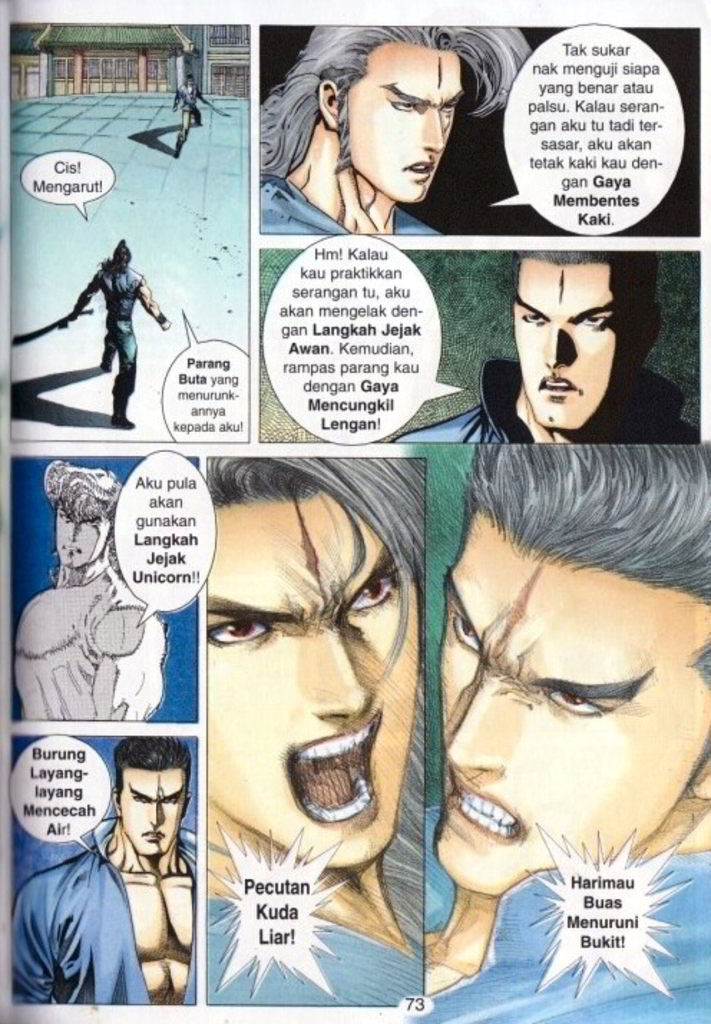 Cis!
Mengarut!
Parang
Buta yang
menurunk-
annya
kepada aku!
Tak sukar
nak menguji siapa
yang benar atau
palsu. Kalau seran-
gan aku tu tadi ter-
sasar, aku akan
tetak kaki kau den-
gan Gaya
Membentes
Kaki.
Hm! Kalau
kau praktikkan
serangan tu, aku
akan mengelak den-
gan Langkah Jejak
Awan. Kemudian,
rampas parang kau
dengan Gaya
Mencungkil
Lengan!
Aku pula
akan
gunakan
Langkah
Jejak
Unicorn!!
Burung
Layang-
layang
Mencecah
Air!
Pecutan
Kuda
Liar!
Harimau
Buas
Menuruni
Bukit!
73